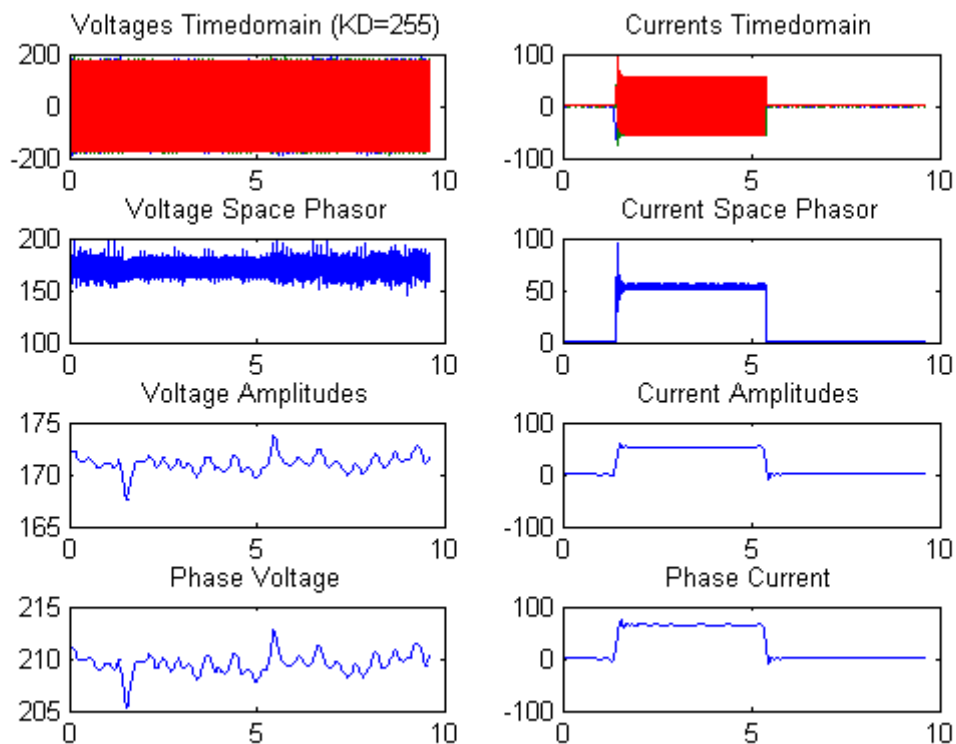 Voltages Timedomain (KD=255)
200
0
-200
0 5 10
Currents Timedomain
100
0
-100
0 5 10
Voltage Space Phasor
200
150
100
0 5 10
Current Space Phasor
100
50
0
0 5 10
Voltage Amplitudes
175
170
165
0 5 10
Current Amplitudes
100
0
-100
0 5 10
Phase Voltage
215
210
205
0 5 10
Phase Current
100
0
-100
0 5 10